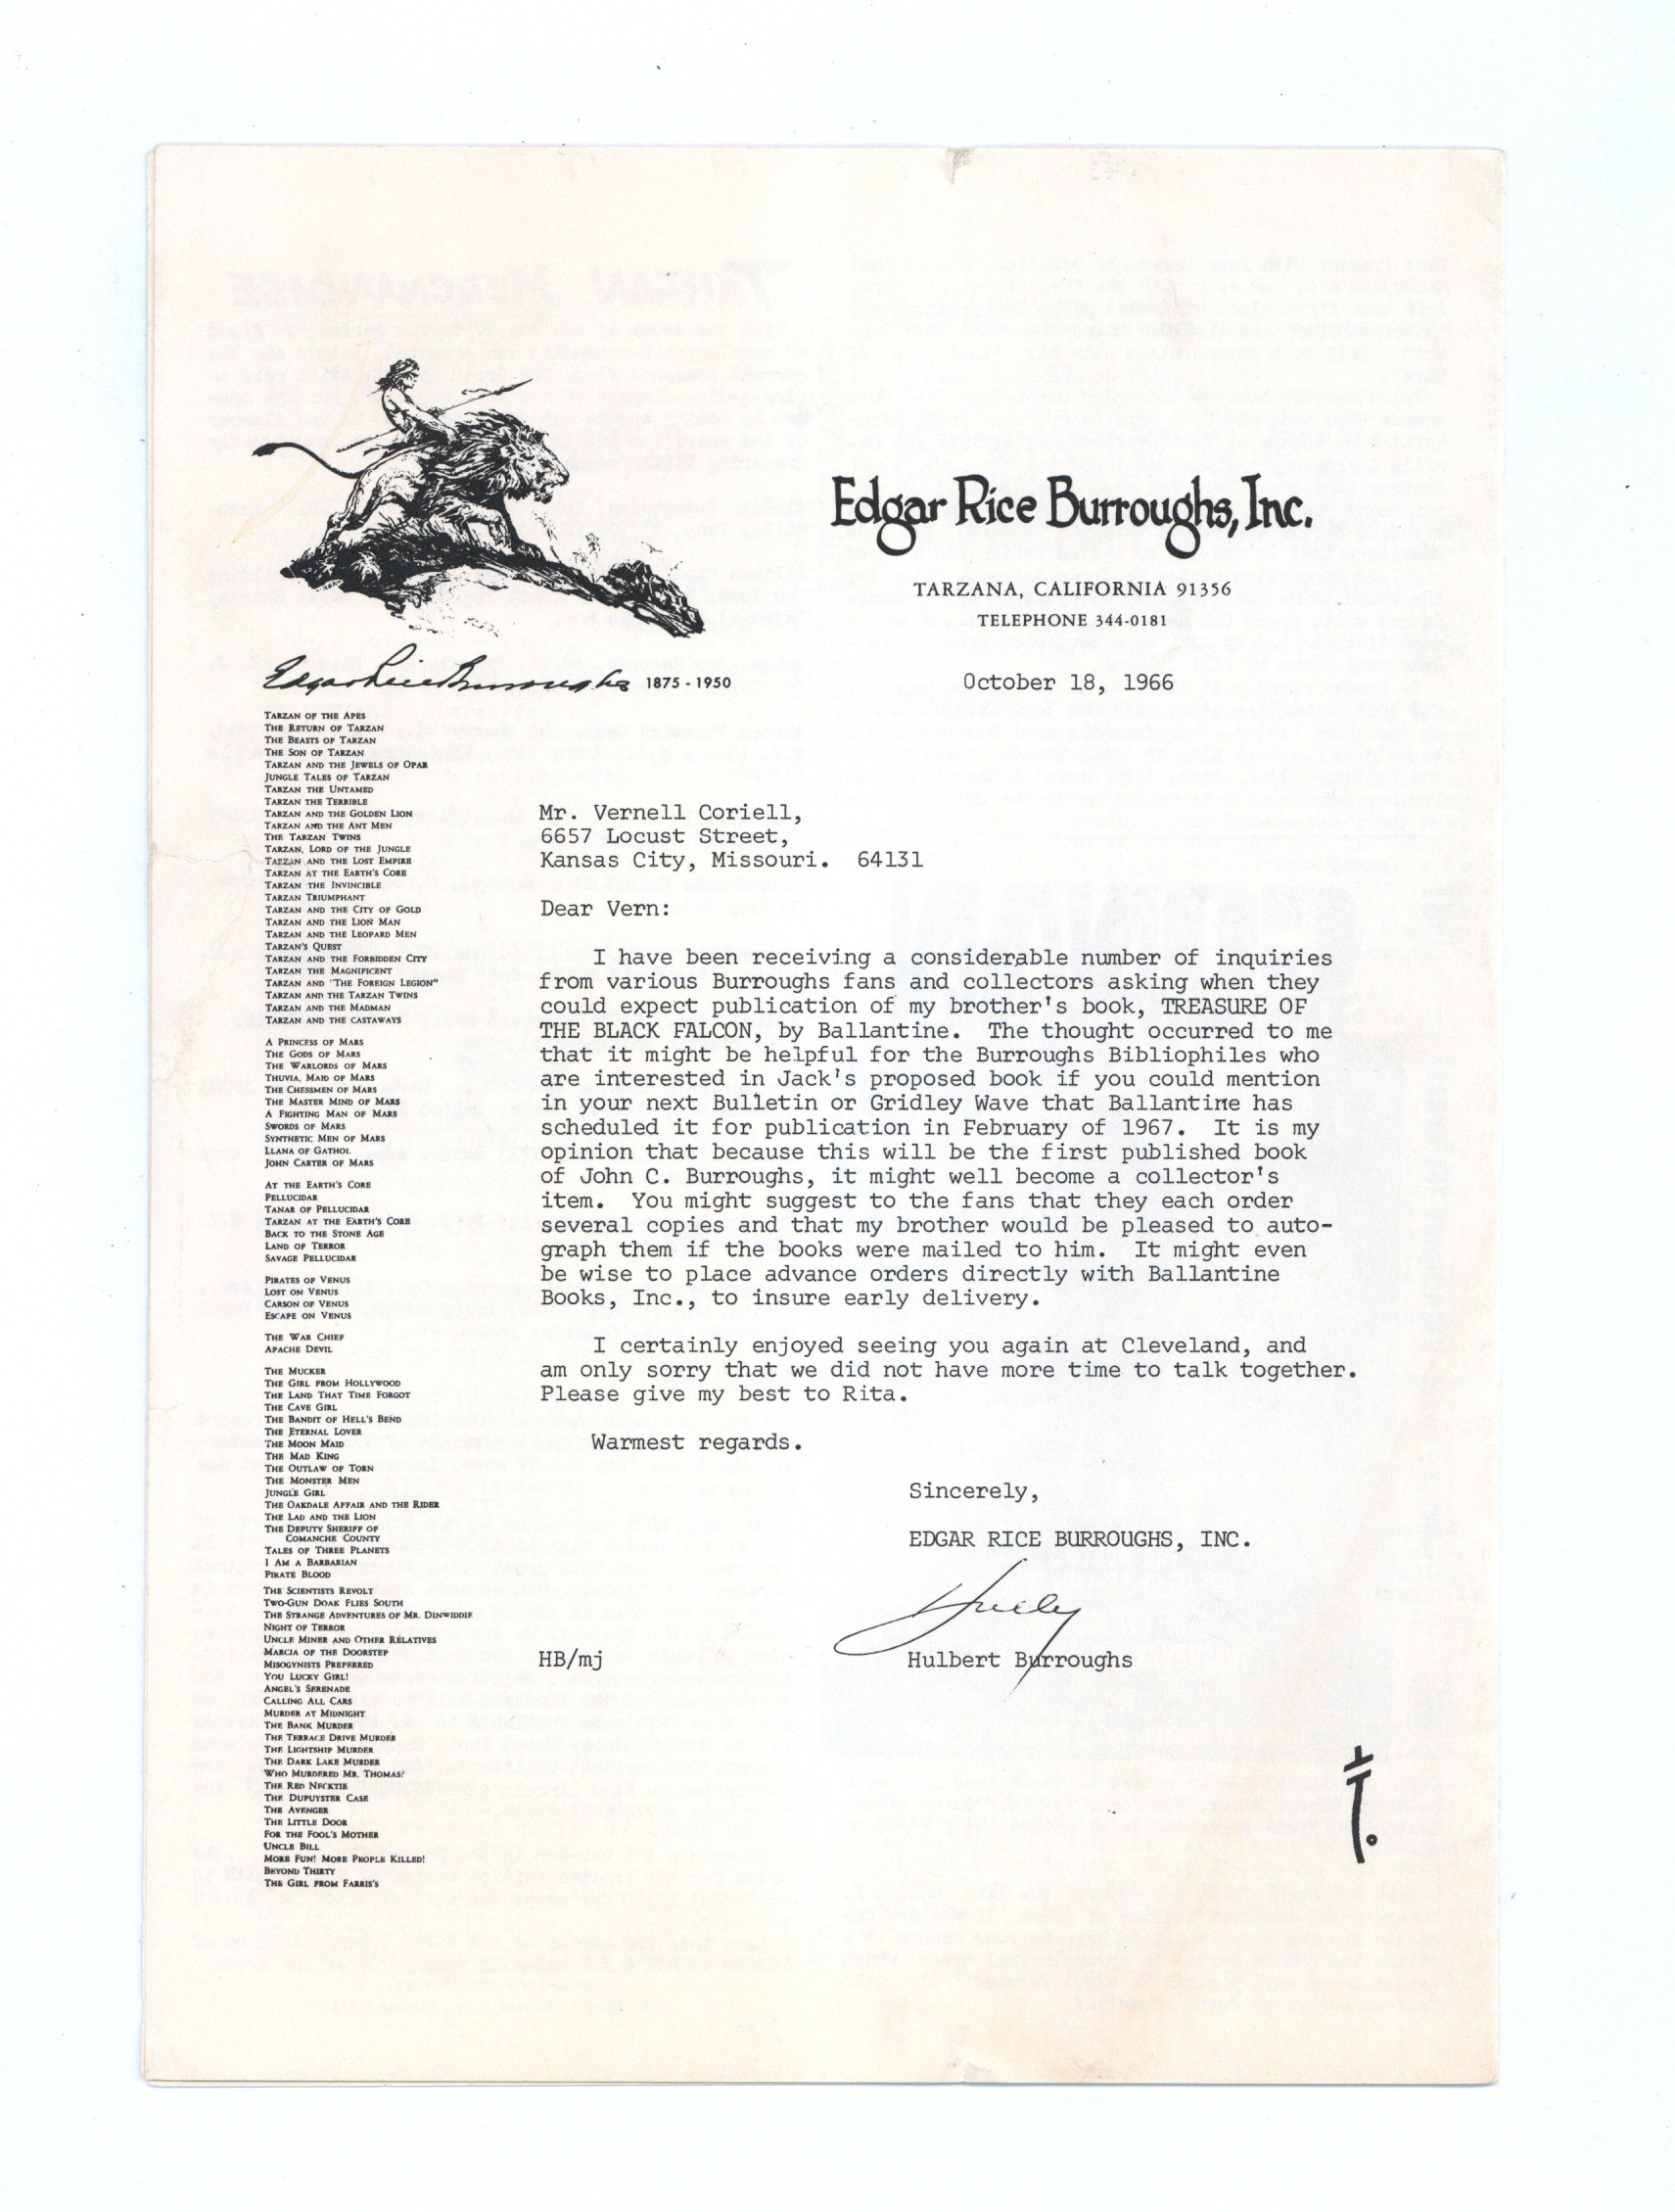 Edgar Rice Burroughs, Inc.
TARZANA, CALIFORNIA 91356
TELEPHONE 344-0181
Edgar Rice Burroughs 1875 - 1950
October 18, 1966
TARZAN OF THE APES
THE RETURN OF TARZAN
THE BEASTS OF TARZAN
THE SON OF TARZAN
TARZAN AND THE JEWELS OF OPAR
JUNGLE TALES OF TARZAN
TARZAN THE UNTAMED
TARZAN THE TERRIBLE
TARZAN AND THE GOLDEN LION
TARZAN AND THE ANT MEN
THE TARZAN TWINS
TARZAN, LORD OF THE JUNGLE
TARZAN AND THE LOST EMPIRE
TARZAN AT THE EARTH'S CORE
TARZAN THE INVINCIBLE
TARZAN TRIUMPHANT
TARZAN AND THE CITY OF GOLD
TARZAN AND THE LION MAN
TARZAN AND THE LEOPARD MEN
TARZAN'S QUEST
TARZAN AND THE FORBIDDEN CITY
TARZAN THE MAGNIFICENT
TARZAN AND "THE FOREIGN LEGION"
TARZAN AND THE TARZAN TWINS
TARZAN AND THE MADMAN
TARZAN AND THE CASTAWAYS
A PRINCESS OF MARS
THE GODS OF MARS
THE WARLORDS OF MARS
THUVIA, MAID OF MARS
THE CHESSMEN OF MARS
THE MASTER MIND OF MARS
A FIGHTING MAN OF MARS
SWORDS OF MARS
SYNTHETIC MEN OF MARS
LLANA OF GATHOL
JOHN CARTER OF MARS
AT THE EARTH'S CORE
PELLUCIDAR
TANAR OF PELLUCIDAR
TARZAN AT THE EARTH'S CORE
BACK TO THE STONE AGE
LAND OF TERROR
SAVAGE PELLUCIDAR
PIRATES OF VENUS
LOST ON VENUS
CARSON OF VENUS
ESCAPE ON VENUS
THE WAR CHIEF
APACHE DEVIL
THE MUCKER
THE GIRL FROM HOLLYWOOD
THE LAND THAT TIME FORGOT
THE CAVE GIRL
THE BANDIT OF HELL'S BEND
THE ETERNAL LOVER
THE MOON MAID
THE MAD KING
THE OUTLAW OF TORN
THE MONSTER MEN
JUNGLE GIRL
THE OAKDALE AFFAIR AND THE RIDER
THE LAD AND THE LION
THE DEPUTY SHERIFF OF
COMANCHE COUNTY
TALES OF THREE PLANETS
I AM A BARBARIAN
PIRATE BLOOD
THE SCIENTISTS REVOLT
TWO-GUN DOAK FLIES SOUTH
THE STRANGE ADVENTURES OF MR. DINWIDDIE
NIGHT OF TERROR
UNCLE MINER AND OTHER RELATIVES
MARCIA OF THE DOORSTEP
MISOGYNISTS PREFERRED
YOU LUCKY GIRL!
ANGEL'S SERENADE
CALLING ALL CARS
MURDER AT MIDNIGHT
THE BANK MURDER
THE TERRACE DRIVE MURDER
THE LIGHTSHIP MURDER
THE DARK LAKE MURDER
WHO MURDERED MR. THOMAS?
THE RED NECKTIE
THE DUPUYSTER CASE
THE AVENGER
THE LITTLE DOOR
FOR THE FOOL'S MOTHER
UNCLE BILL
MORE FUN! MORE PEOPLE KILLED!
BEYOND THIRTY
THE GIRL FROM FARRIS'S
Mr. Vernell Coriell,
6657 Locust Street,
Kansas City, Missouri. 64131
Dear Vern:
I have been receiving a considerable number of inquiries
from various Burroughs fans and collectors asking when they
could expect publication of my brother's book, TREASURE OF
THE BLACK FALCON, by Ballantine. The thought occurred to me
that it might be helpful for the Burroughs Bibliophiles who
are interested in Jack's proposed book if you could mention
in your next Bulletin or Gridley Wave that Ballantine has
scheduled it for publication in February of 1967. It is my
opinion that because this will be the first published book
of John C. Burroughs, it might well become a collector's
item. You might suggest to the fans that they each order
several copies and that my brother would be pleased to auto-
graph them if the books were mailed to him. It might even
be wise to place advance orders directly with Ballantine
Books, Inc., to insure early delivery.
I certainly enjoyed seeing you again at Cleveland, and
am only sorry that we did not have more time to talk together.
Please give my best to Rita.
Warmest regards.
Sincerely,
EDGAR RICE BURROUGHS, INC.
Hully
HB/mj
Hulbert Burroughs